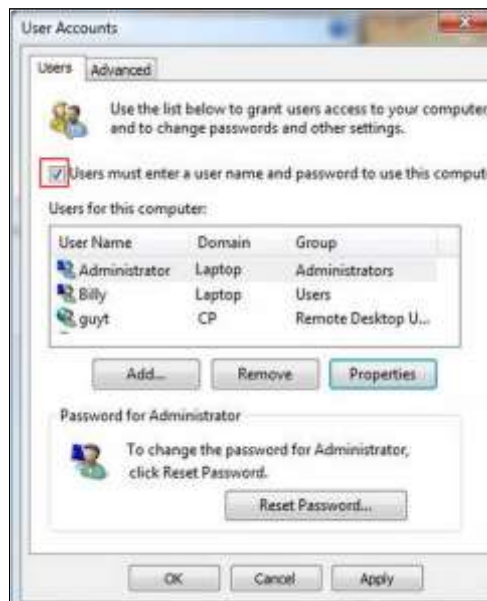 User Accounts
Users Advanced
Use the list below to grant users access to your computer
and to change passwords and other settings.
Users must enter a user name and password to use this comput
Users for this computer:
User Name Domain Group
Administrator Laptop Administrators
Billy Laptop Users
guyt CP Remote Desktop U...
Add... Remove Properties
Password for Administrator
To change the password for Administrator,
click Reset Password.
Reset Password...
OK Cancel Apply